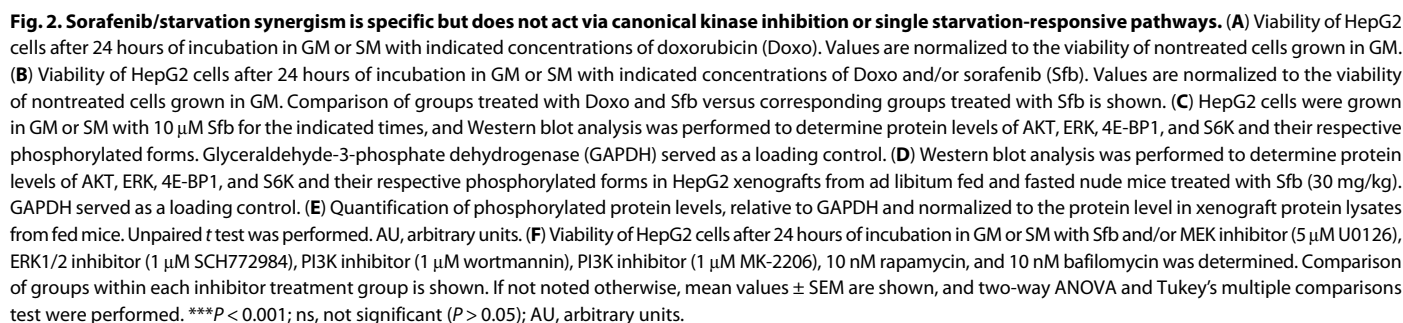 Fig. 2. Sorafenib/starvation synergism is specific but does not act via canonical kinase inhibition or single starvation-responsive pathways. (A) Viability of HepG2
cells after 24 hours of incubation in GM or SM with indicated concentrations of doxorubicin (Doxo). Values are normalized to the viability of nontreated cells grown in GM.
(B) Viability of HepG2 cells after 24 hours of incubation in GM or SM with indicated concentrations of Doxo and/or sorafenib (Sfb). Values are normalized to the viability
of nontreated cells grown in GM. Comparison of groups treated with Doxo and Sfb versus corresponding groups treated with Sfb is shown. (C) HepG2 cells were grown
in GM or SM with 10 μM Sfb for the indicated times, and Western blot analysis was performed to determine protein levels of AKT, ERK, 4E-BP1, and S6K and their respective
phosphorylated forms. Glyceraldehyde-3-phosphate dehydrogenase (GAPDH) served as a loading control. (D) Western blot analysis was performed to determine protein
levels of AKT, ERK, 4E-BP1, and S6K and their respective phosphorylated forms in HepG2 xenografts from ad libitum fed and fasted nude mice treated with Sfb (30 mg/kg).
GAPDH served as a loading control. (E) Quantification of phosphorylated protein levels, relative to GAPDH and normalized to the protein level in xenograft protein lysates
from fed mice. Unpaired t test was performed. AU, arbitrary units. (F) Viability of HepG2 cells after 24 hours of incubation in GM or SM with Sfb and/or MEK inhibitor (5 μM U0126),
ERK1/2 inhibitor (1 μM SCH772984), PI3K inhibitor (1 μM wortmannin), PI3K inhibitor (1 μM MK-2206), 10 nM rapamycin, and 10 nM bafilomycin was determined. Comparison
of groups within each inhibitor treatment group is shown. If not noted otherwise, mean values ± SEM are shown, and two-way ANOVA and Tukey's multiple comparisons
test were performed. ***P < 0.001; ns, not significant (P > 0.05); AU, arbitrary units.